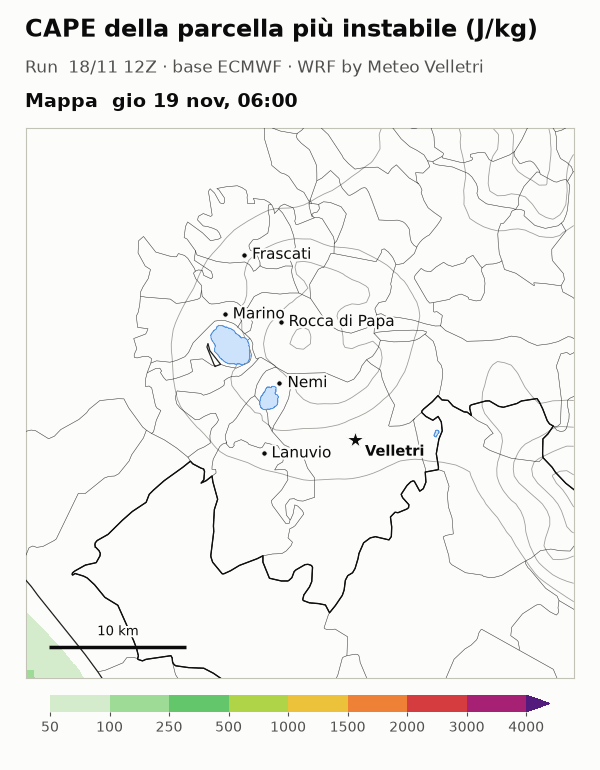 CAPE della parcella più instabile (J/kg)
Run  18/11 12Z · base ECMWF · WRF by Meteo Velletri
Mappa  gio 19 nov, 06:00
Frascati
Marino
Rocca di Papa
Nemi
Velletri
Lanuvio
10 km
50 100 250 500 1000 1500 2000 3000 4000